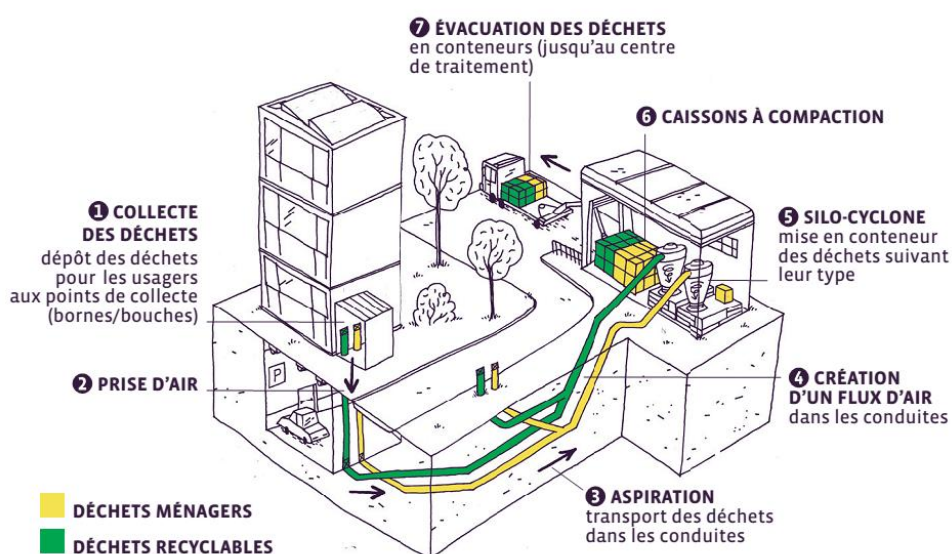 ❼ ÉVACUATION DES DÉCHETS
en conteneurs (jusqu'au centre
de traitement)
❻ CAISSONS À COMPACTION
❶ COLLECTE
DES DÉCHETS
dépôt des déchets
pour les usagers
aux points de collecte
(bornes/bouches)
❺ SILO-CYCLONE
mise en conteneur
des déchets suivant
leur type
❷ PRISE D'AIR
P
❹ CRÉATION
D'UN FLUX D'AIR
dans les conduites
❸ ASPIRATION
transport des déchets
dans les conduites
DÉCHETS MÉNAGERS
DÉCHETS RECYCLABLES